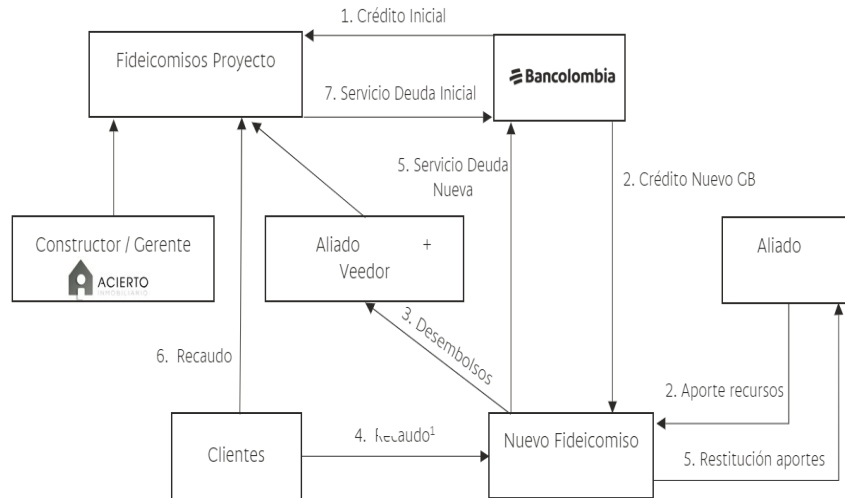 1. Crédito Inicial
Fideicomisos Proyecto
Bancolombia
7. Servicio Deuda Inicial
5. Servicio Deuda
Nueva
2. Crédito Nuevo GB
Constructor / Gerente
ACIERTO
INMOBILIARIO
Aliado +
Veedor
Aliado
3. Desembolsos
6. Recaudo
2. Aporte recursos
Clientes
4. Recaudo¹
Nuevo Fideicomiso
5. Restitución aportes